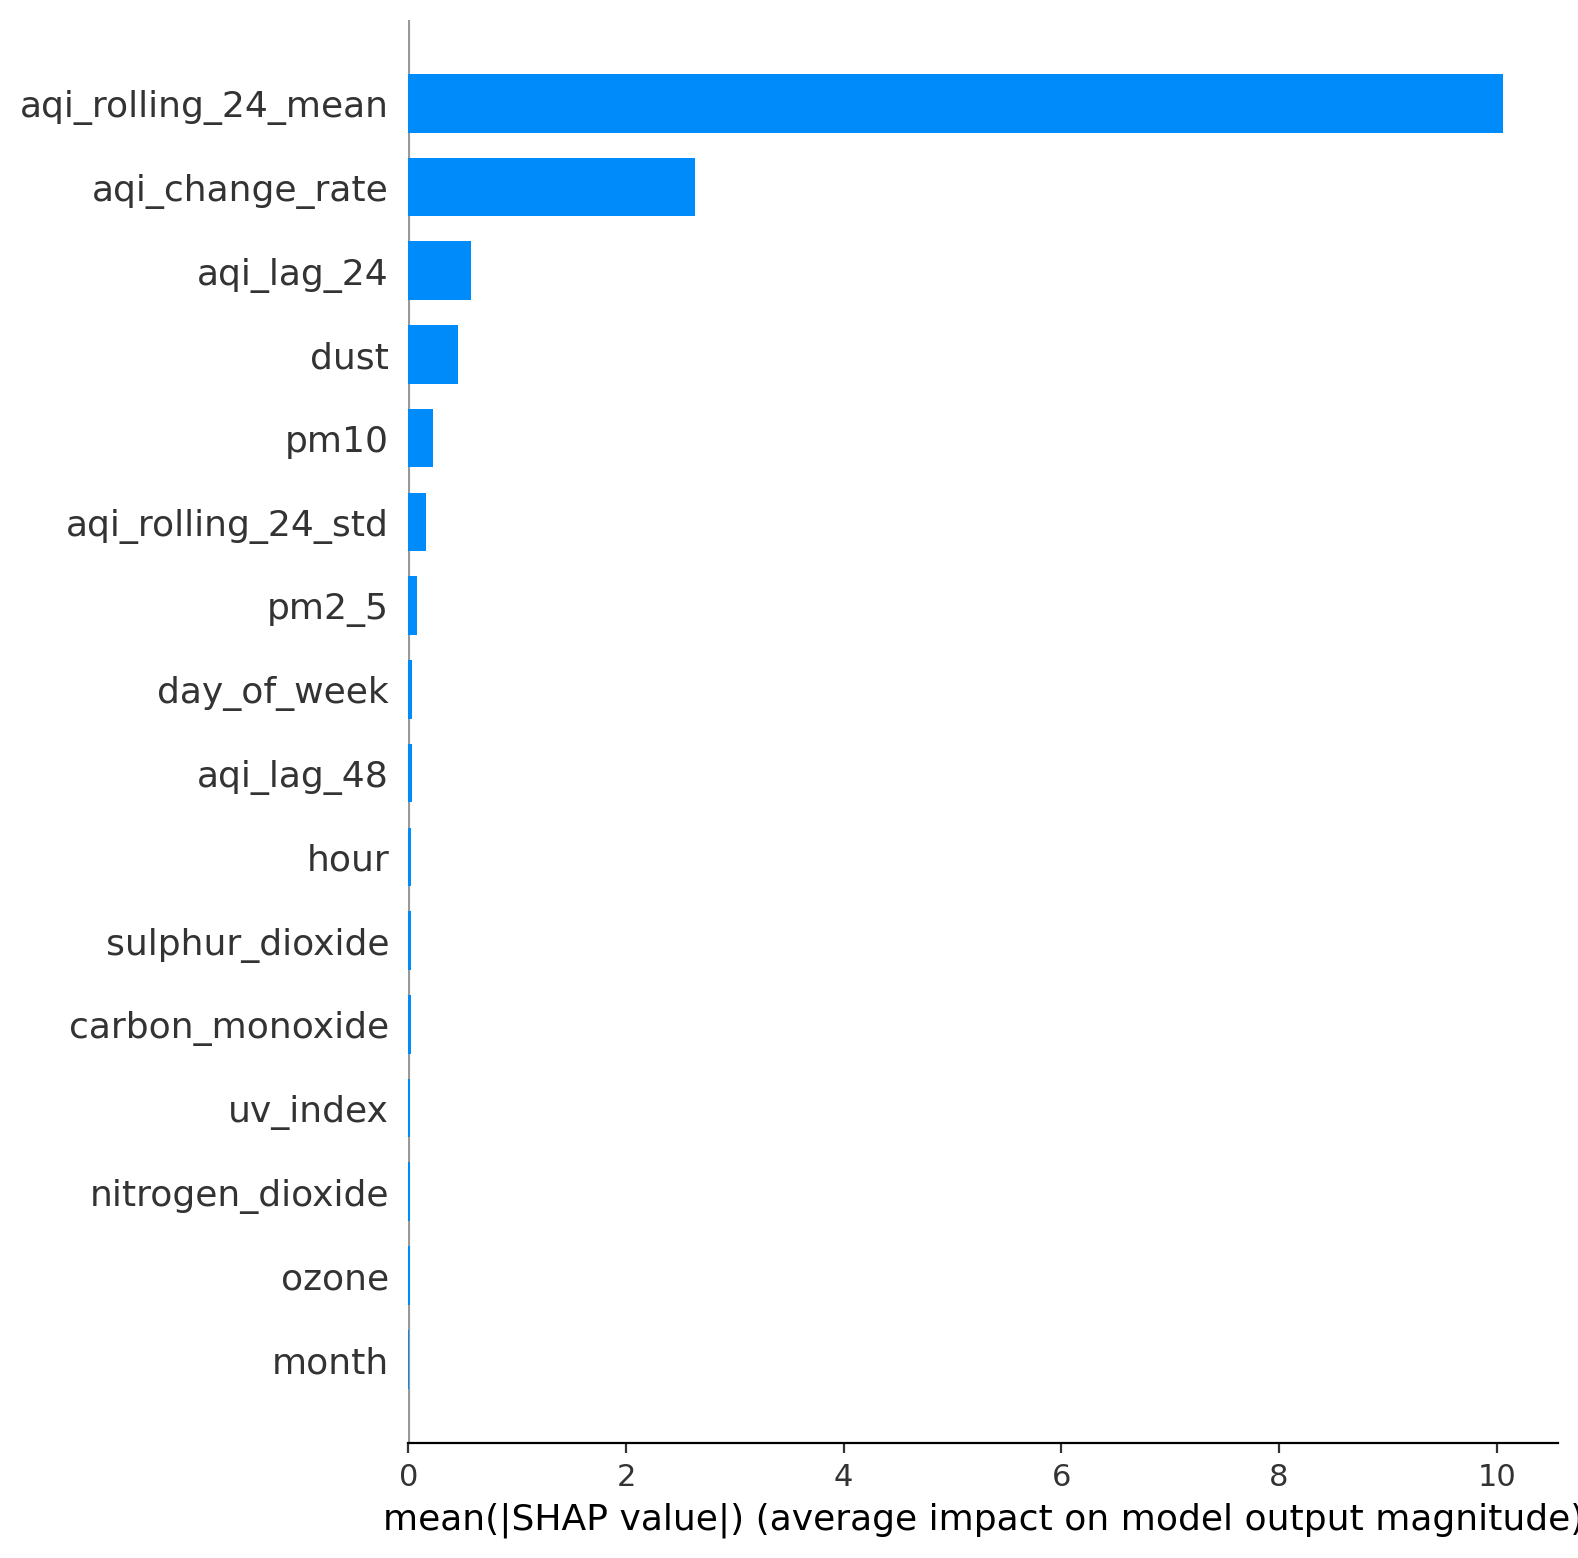 aqi_rolling_24_mean
aqi_change_rate
aqi_lag_24
dust
pm10
aqi_rolling_24_std
pm2_5
day_of_week
aqi_lag_48
hour
sulphur_dioxide
carbon_monoxide
uv_index
nitrogen_dioxide
ozone
month
0 2 4 6 8 10
mean(|SHAP value|) (average impact on model output magnitude)